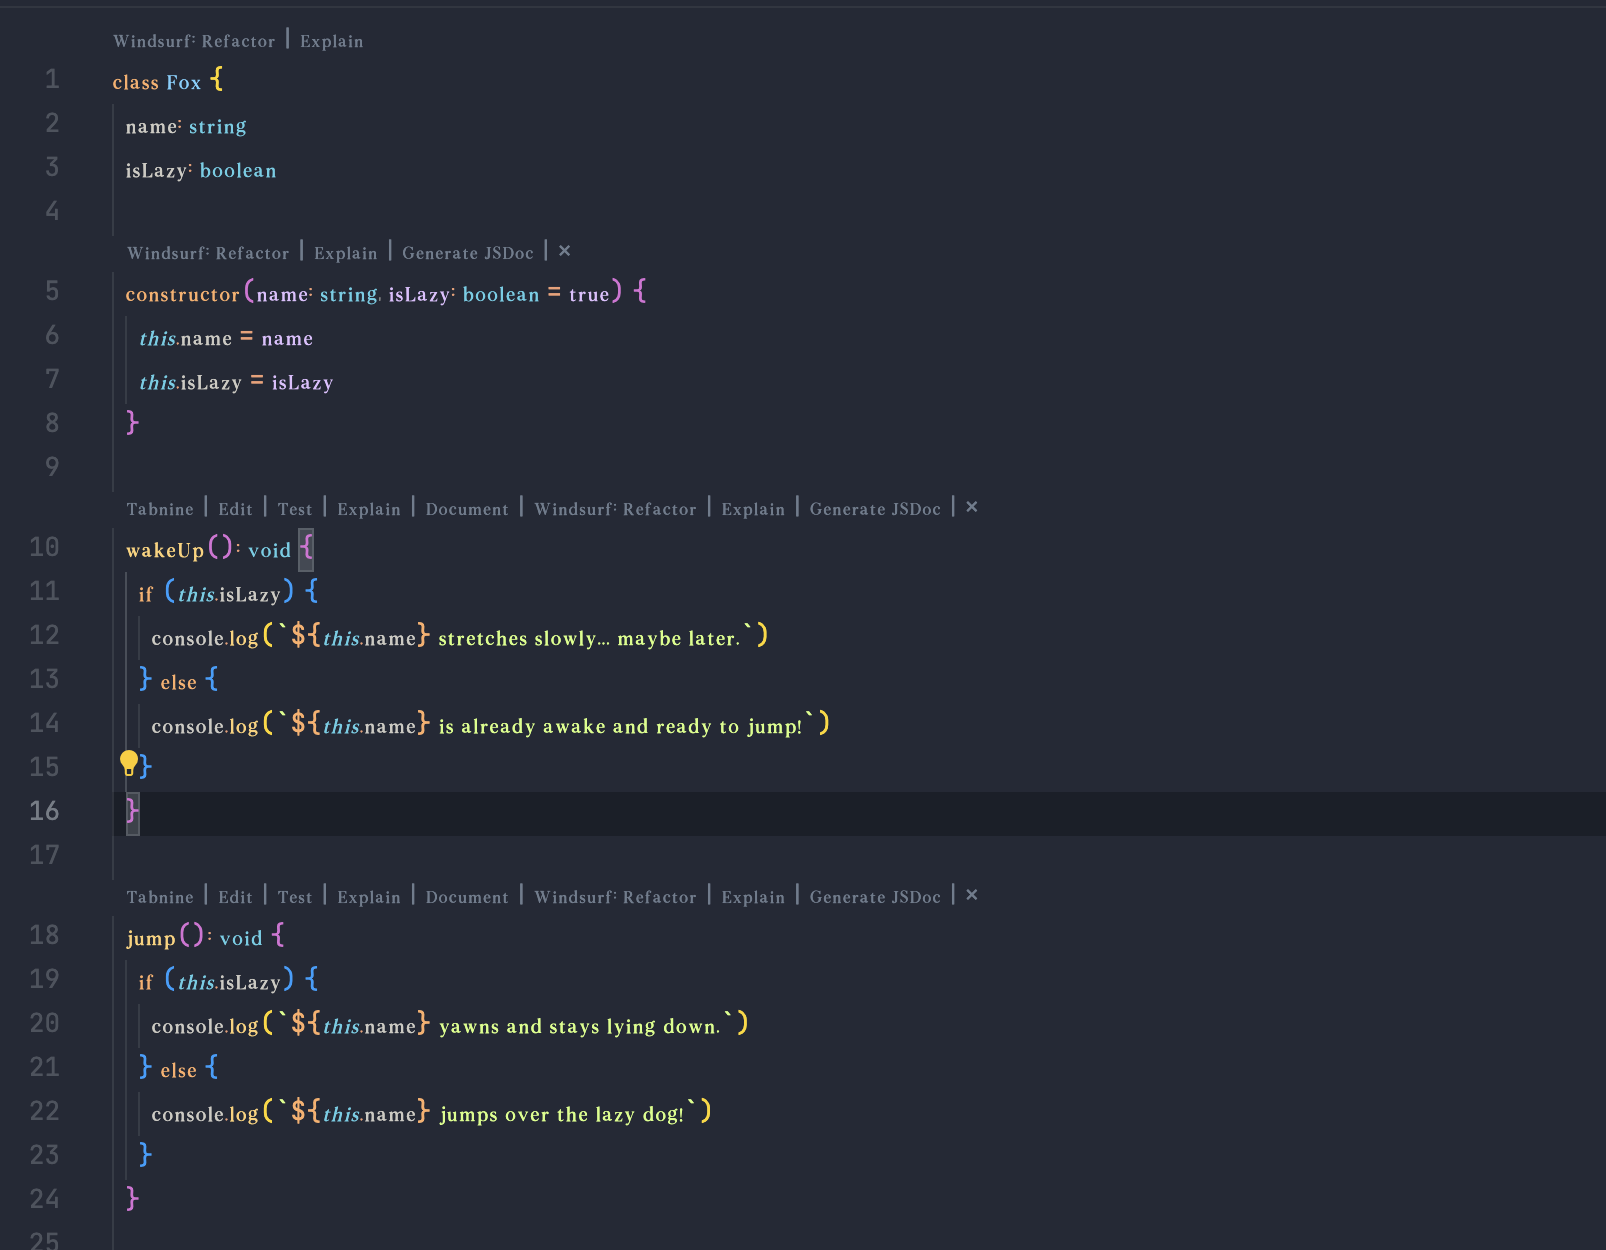 Windsurf: Refactor | Explain
1 class Fox {
2 name: string
3 isLazy: boolean
4
Windsurf: Refactor | Explain | Generate JSDoc | ×
5 constructor(name: string, isLazy: boolean = true) {
6 this.name = name
7 this.isLazy = isLazy
8 }
9
Tabnine | Edit | Test | Explain | Document | Windsurf: Refactor | Explain | Generate JSDoc | ×
10 wakeUp(): void {
11 if (this.isLazy) {
12 console.log(`${this.name} stretches slowly... maybe later.`)
13 } else {
14 console.log(`${this.name} is already awake and ready to jump!`)
15 }
16 }
17
Tabnine | Edit | Test | Explain | Document | Windsurf: Refactor | Explain | Generate JSDoc | ×
18 jump(): void {
19 if (this.isLazy) {
20 console.log(`${this.name} yawns and stays lying down.`)
21 } else {
22 console.log(`${this.name} jumps over the lazy dog!`)
23 }
24 }
25